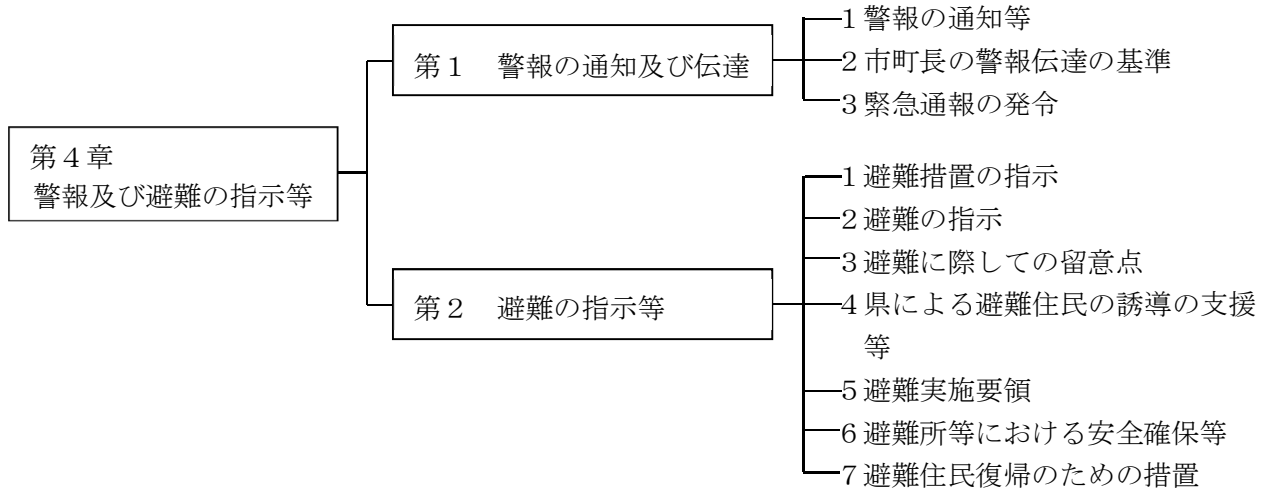 第４章
警報及び避難の指示等
第１　警報の通知及び伝達
１警報の通知等
２市町長の警報伝達の基準
３緊急通報の発令
第２　避難の指示等
１避難措置の指示
２避難の指示
３避難に際しての留意点
４県による避難住民の誘導の支援
等
５避難実施要領
６避難所等における安全確保等
７避難住民復帰のための措置